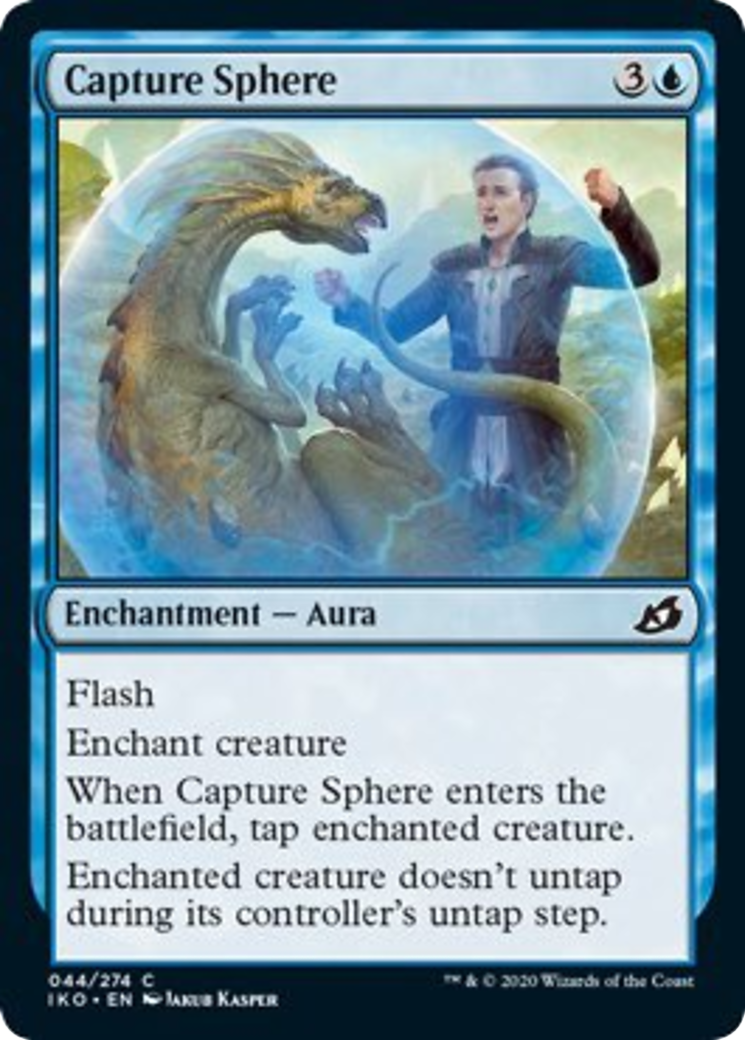 Capture Sphere 3
Enchantment — Aura
Flash
Enchant creature
When Capture Sphere enters the
battlefield, tap enchanted creature.
Enchanted creature doesn't untap
during its controller's untap step.
044/274 C ™ & © 2020 Wizards of the Coast
IKO • EN Jakub Kasper